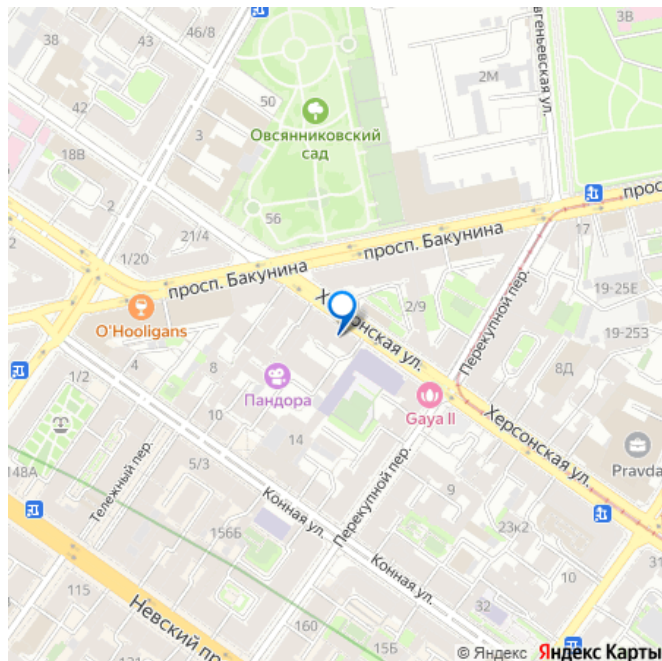 38
43
46/8
3В
вгеньевская ул.
2М
42
50
3
Овсянниковский
сад
18В
2
56
просп. Бакунина
прос
17
1/20
21/4
просп. Бакунина
Херсонская ул.
2/9
19-25Е
O'Hooligans
Перекупной пер.
19-253
8
4
8Д
1/2
Пандора
Gaya II
10
Херсонская ул.
14
Pravda
148А
Тележный пер.
5/3
Перекупной пер.
9
Конная ул.
23к2
156Б
Конная ул.
10
115
Невский пр
32
160
15Б
© Яндекс Яндекс Карты